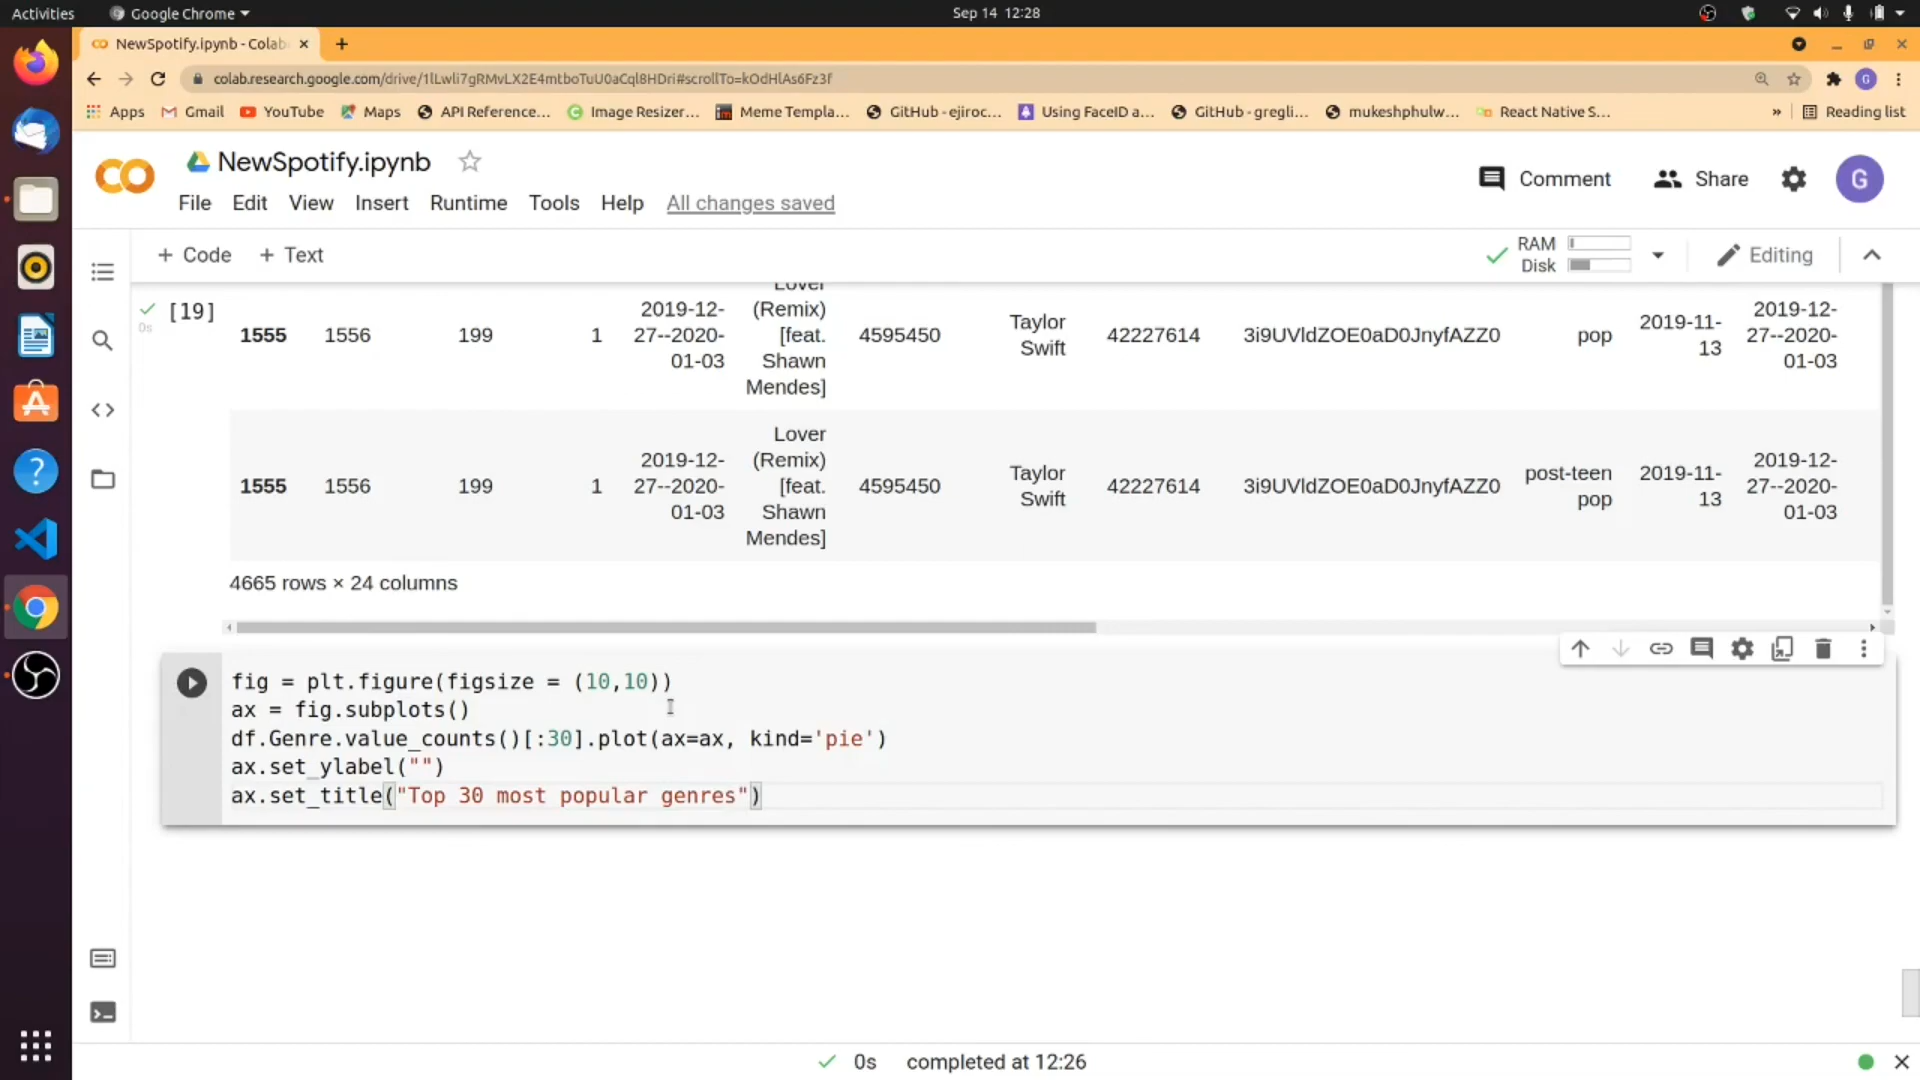 Activities Google Chrome Sep 14 12:28
NewSpotify.ipynb - Colab
colab.research.google.com/drive/1lLwli7gRMvLX2E4mtboTuU0aCql8HDri#scrollTo=kOdHlAs6Fz3f
Apps Gmail YouTube Maps API Reference... Image Resizer... Meme Templa... GitHub - ejiroc... Using FaceID a... GitHub - gregli... mukeshphulw... React Native S... » Reading list
NewSpotify.ipynb
Comment Share G
File Edit View Insert Runtime Tools Help All changes saved
+ Code + Text RAM Disk Editing
[19]
0s
1555 1556 199 1 2019-12-27--2020-01-03 Lover (Remix) [feat. Shawn Mendes] 4595450 Taylor Swift 42227614 3i9UVldZOE0aD0JnyfAZZ0 pop 2019-11-13 2019-12-27--2020-01-03
1555 1556 199 1 2019-12-27--2020-01-03 Lover (Remix) [feat. Shawn Mendes] 4595450 Taylor Swift 42227614 3i9UVldZOE0aD0JnyfAZZ0 post-teen pop 2019-11-13 2019-12-27--2020-01-03
4665 rows × 24 columns
fig = plt.figure(figsize = (10,10))
ax = fig.subplots()
df.Genre.value_counts()[:30].plot(ax=ax, kind='pie')
ax.set_ylabel("")
ax.set_title("Top 30 most popular genres")
0s completed at 12:26